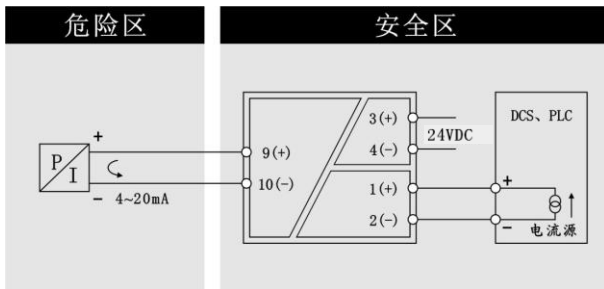 危险区
安全区
P/I
+
−
4~20mA
9(+)
10(-)
3(+)
4(-)
24VDC
1(+)
2(-)
DCS、PLC
+
−
电流源